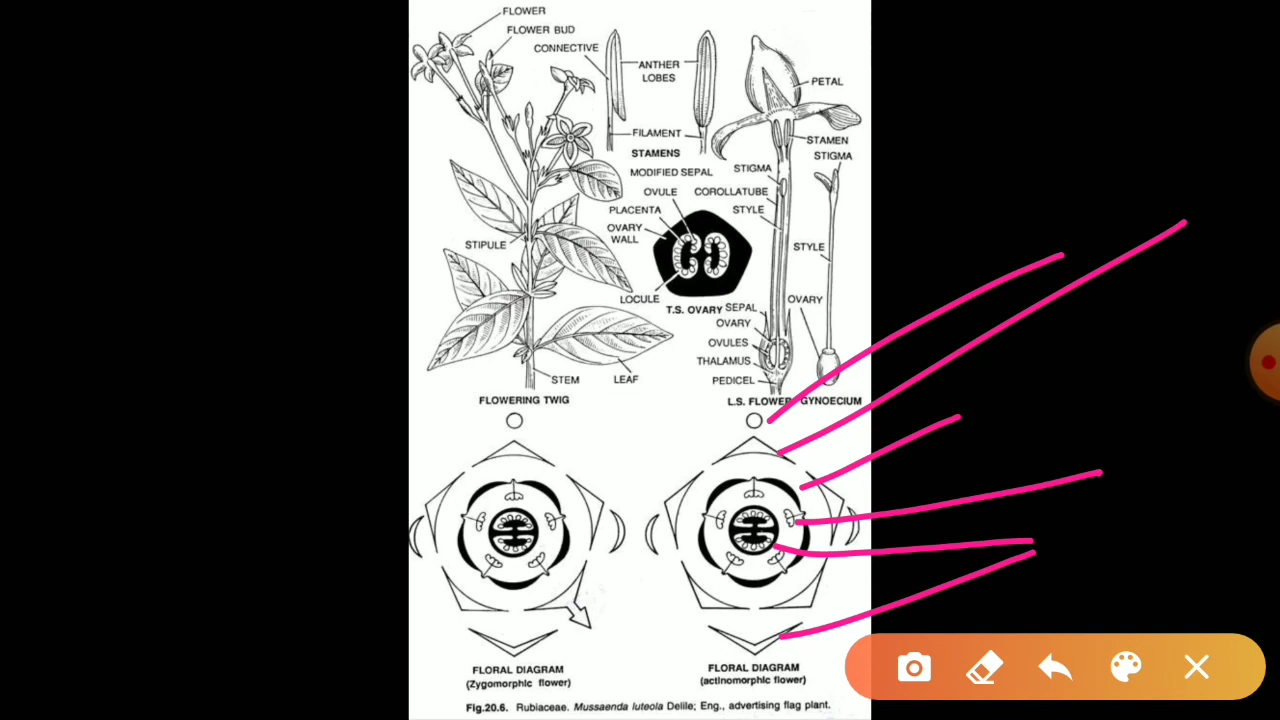 FLOWER
FLOWER BUD
CONNECTIVE
ANTHER
LOBES
PETAL
FILAMENT
STAMENS
STAMEN
STIGMA
MODIFIED SEPAL
STIGMA
OVULE
COROLLATUBE
PLACENTA
STYLE
OVARY
WALL
STIPULE
STYLE
LOCULE
T.S. OVARY
SEPAL
OVARY
OVARY
OVULES
THALAMUS
PEDICEL
STEM
LEAF
FLOWERING TWIG
L.S. FLOWER
GYNOECIUM
FLORAL DIAGRAM
(Zygomorphic flower)
FLORAL DIAGRAM
(actinomorphic flower)
Fig.20.6. Rubiaceae. Mussaenda luteola Delile; Eng., advertising flag plant.